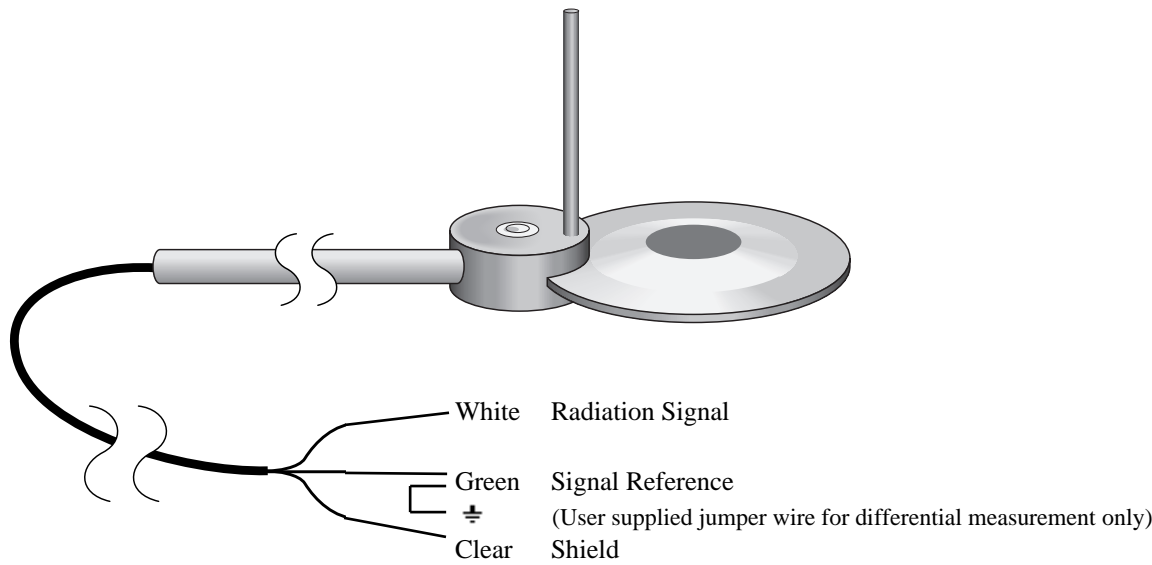 White Radiation Signal
Green Signal Reference
⏚ (User supplied jumper wire for differential measurement only)
Clear Shield